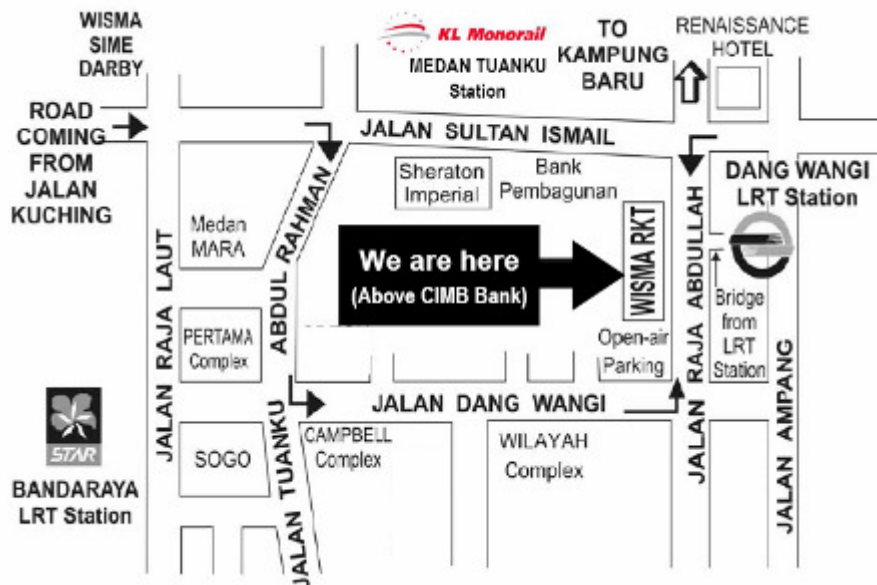 WISMA
SIME
DARBY
KL Monorail
MEDAN TUANKU
Station
TO
KAMPUNG
BARU
RENAISSANCE
HOTEL
ROAD
COMING
FROM
JALAN
KUCHING
JALAN SULTAN ISMAIL
Sheraton
Imperial
Bank
Pembagunan
DANG WANGI
LRT Station
Medan
MARA
JALAN RAJA LAUT
JALAN TUANKU ABDUL RAHMAN
We are here
(Above CIMB Bank)
WISMA RKT
JALAN RAJA ABDULLAH
Bridge
from
LRT
Station
JALAN AMPANG
PERTAMA
Complex
Open-air
Parking
JALAN DANG WANGI
STAR
BANDARAYA
LRT Station
SOGO
CAMPBELL
Complex
WILAYAH
Complex